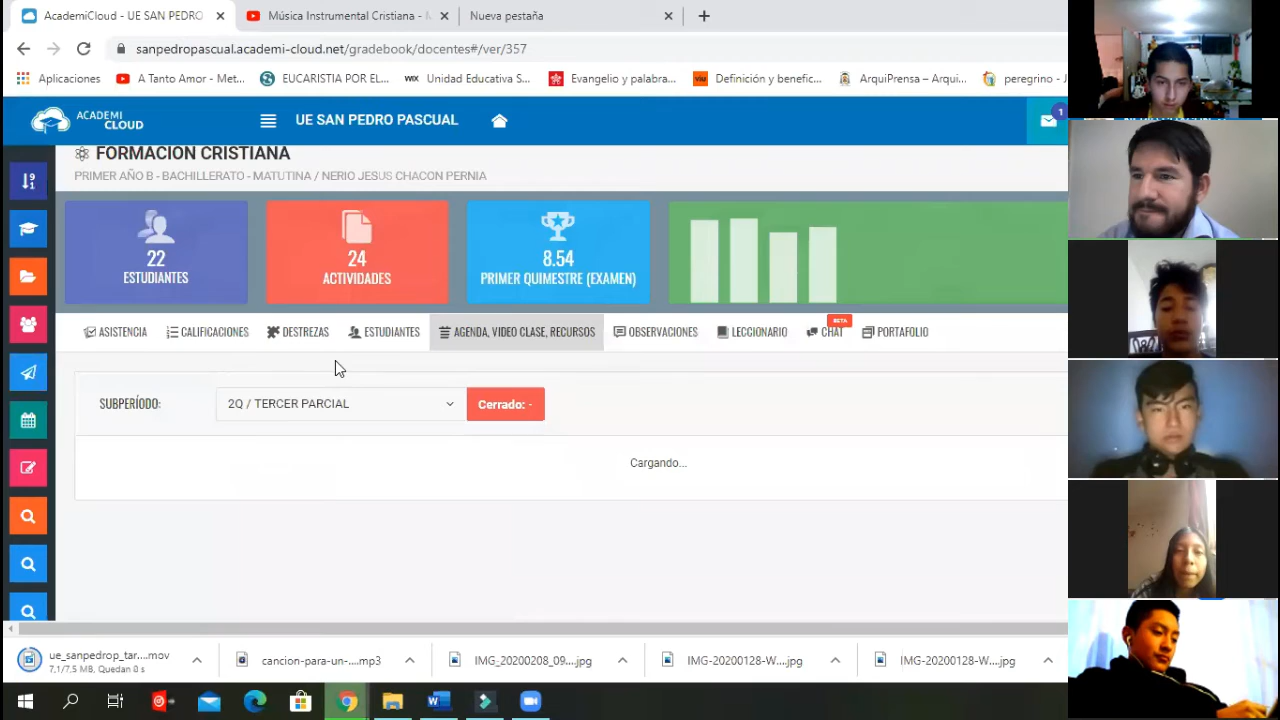 AcademiCloud - UE SAN PEDRO
Música Instrumental Cristiana -
Nueva pestaña
sanpedropascual.academi-cloud.net/gradebook/docentes#/ver/357
Aplicaciones
A Tanto Amor - Met...
EUCARISTIA POR EL...
WIX
Unidad Educativa S...
Evangelio y palabra...
viu
Definición y benefic...
ArquiPrensa – Arqui...
peregrino - J
ACADEMI
CLOUD
UE SAN PEDRO PASCUAL
1
FORMACION CRISTIANA
PRIMER AÑO B - BACHILLERATO - MATUTINA / NERIO JESUS CHACON PERNIA
22
ESTUDIANTES
24
ACTIVIDADES
8.54
PRIMER QUIMESTRE (EXAMEN)
ASISTENCIA
CALIFICACIONES
DESTREZAS
ESTUDIANTES
AGENDA, VIDEO CLASE, RECURSOS
OBSERVACIONES
LECCIONARIO
CHAT
BETA
PORTAFOLIO
SUBPERÍODO:
2Q / TERCER PARCIAL
Cerrado: -
Cargando...
ue_sanpedrop_tar....mov
7,1/7,5 MB, Quedan 0 s
cancion-para-un-....mp3
IMG_20200208_09....jpg
IMG-20200128-W....jpg
IMG-20200128-W....jpg